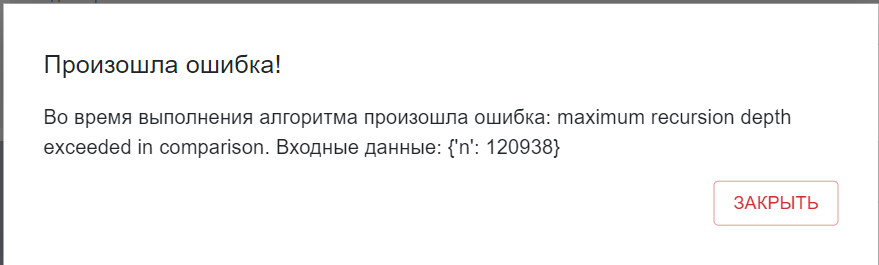 Произошла ошибка!
Во время выполнения алгоритма произошла ошибка: maximum recursion depth
exceeded in comparison. Входные данные: {'n': 120938}
ЗАКРЫТЬ